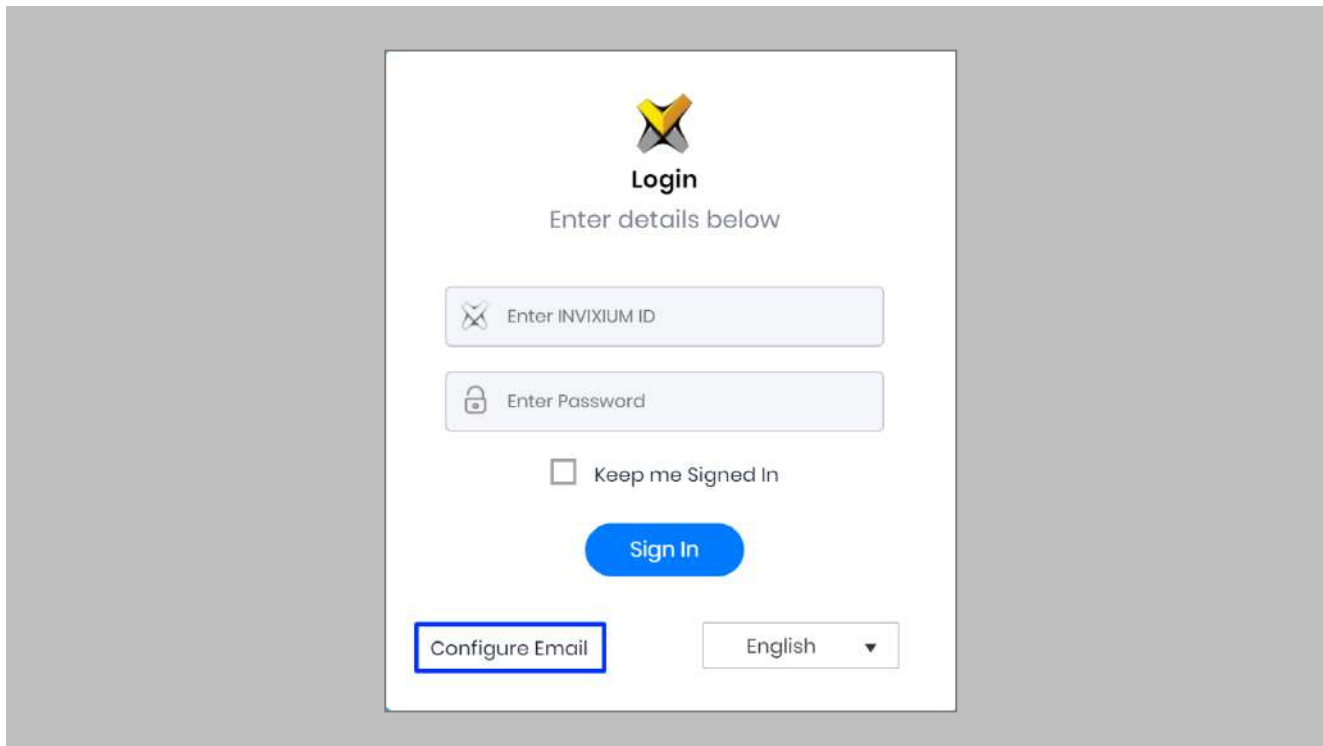 Login
Enter details below
Enter INVIXIUM ID
Enter Password
Keep me Signed In
Sign In
Configure Email
English